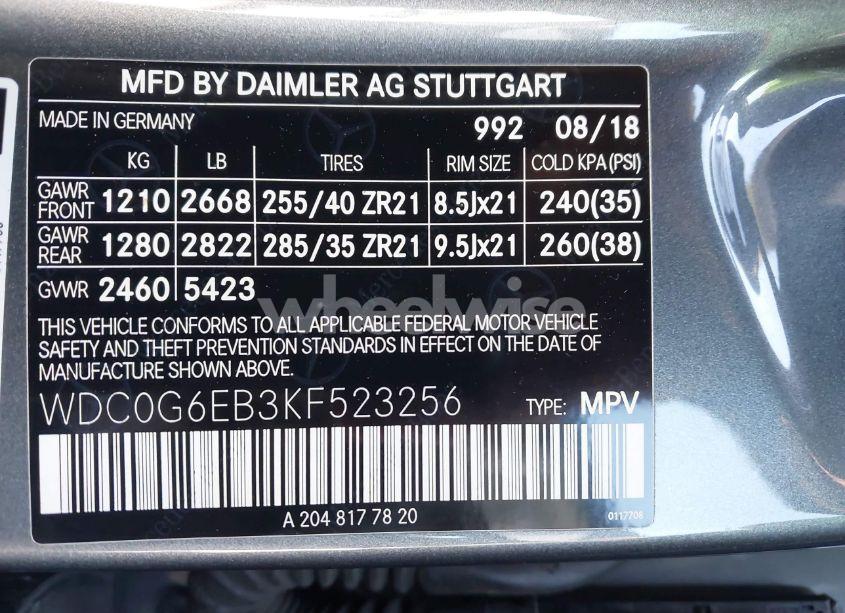 MFD BY DAIMLER AG STUTTGART
MADE IN GERMANY 992 08/18
KG LB TIRES RIM SIZE COLD KPA (PSI)
GAWR FRONT 1210 2668 255/40 ZR21 8.5Jx21 240(35)
GAWR REAR 1280 2822 285/35 ZR21 9.5Jx21 260(38)
GVWR 2460 5423
wheelwise
THIS VEHICLE CONFORMS TO ALL APPLICABLE FEDERAL MOTOR VEHICLE
SAFETY AND THEFT PREVENTION STANDARDS IN EFFECT ON THE DATE OF
MANUFACTURE SHOWN ABOVE.
WDC0G6EB3KF523256 TYPE: MPV
A 204 817 78 20 0117708